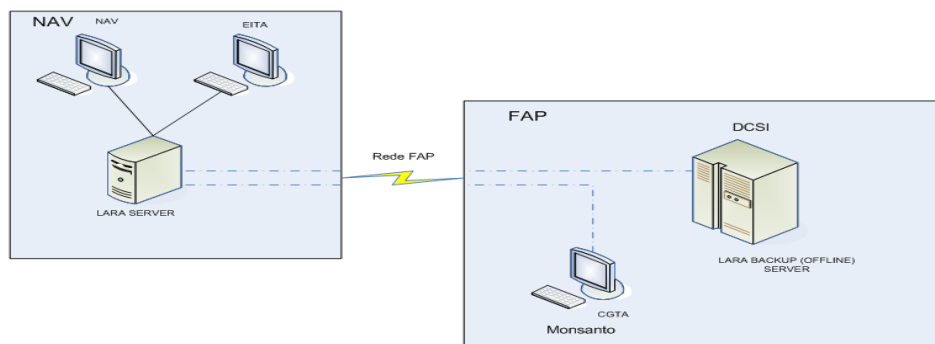 NAV
NAV
EITA
LARA SERVER
Rede FAP
FAP
DCSI
LARA BACKUP (OFFLINE)
SERVER
CGTA
Monsanto